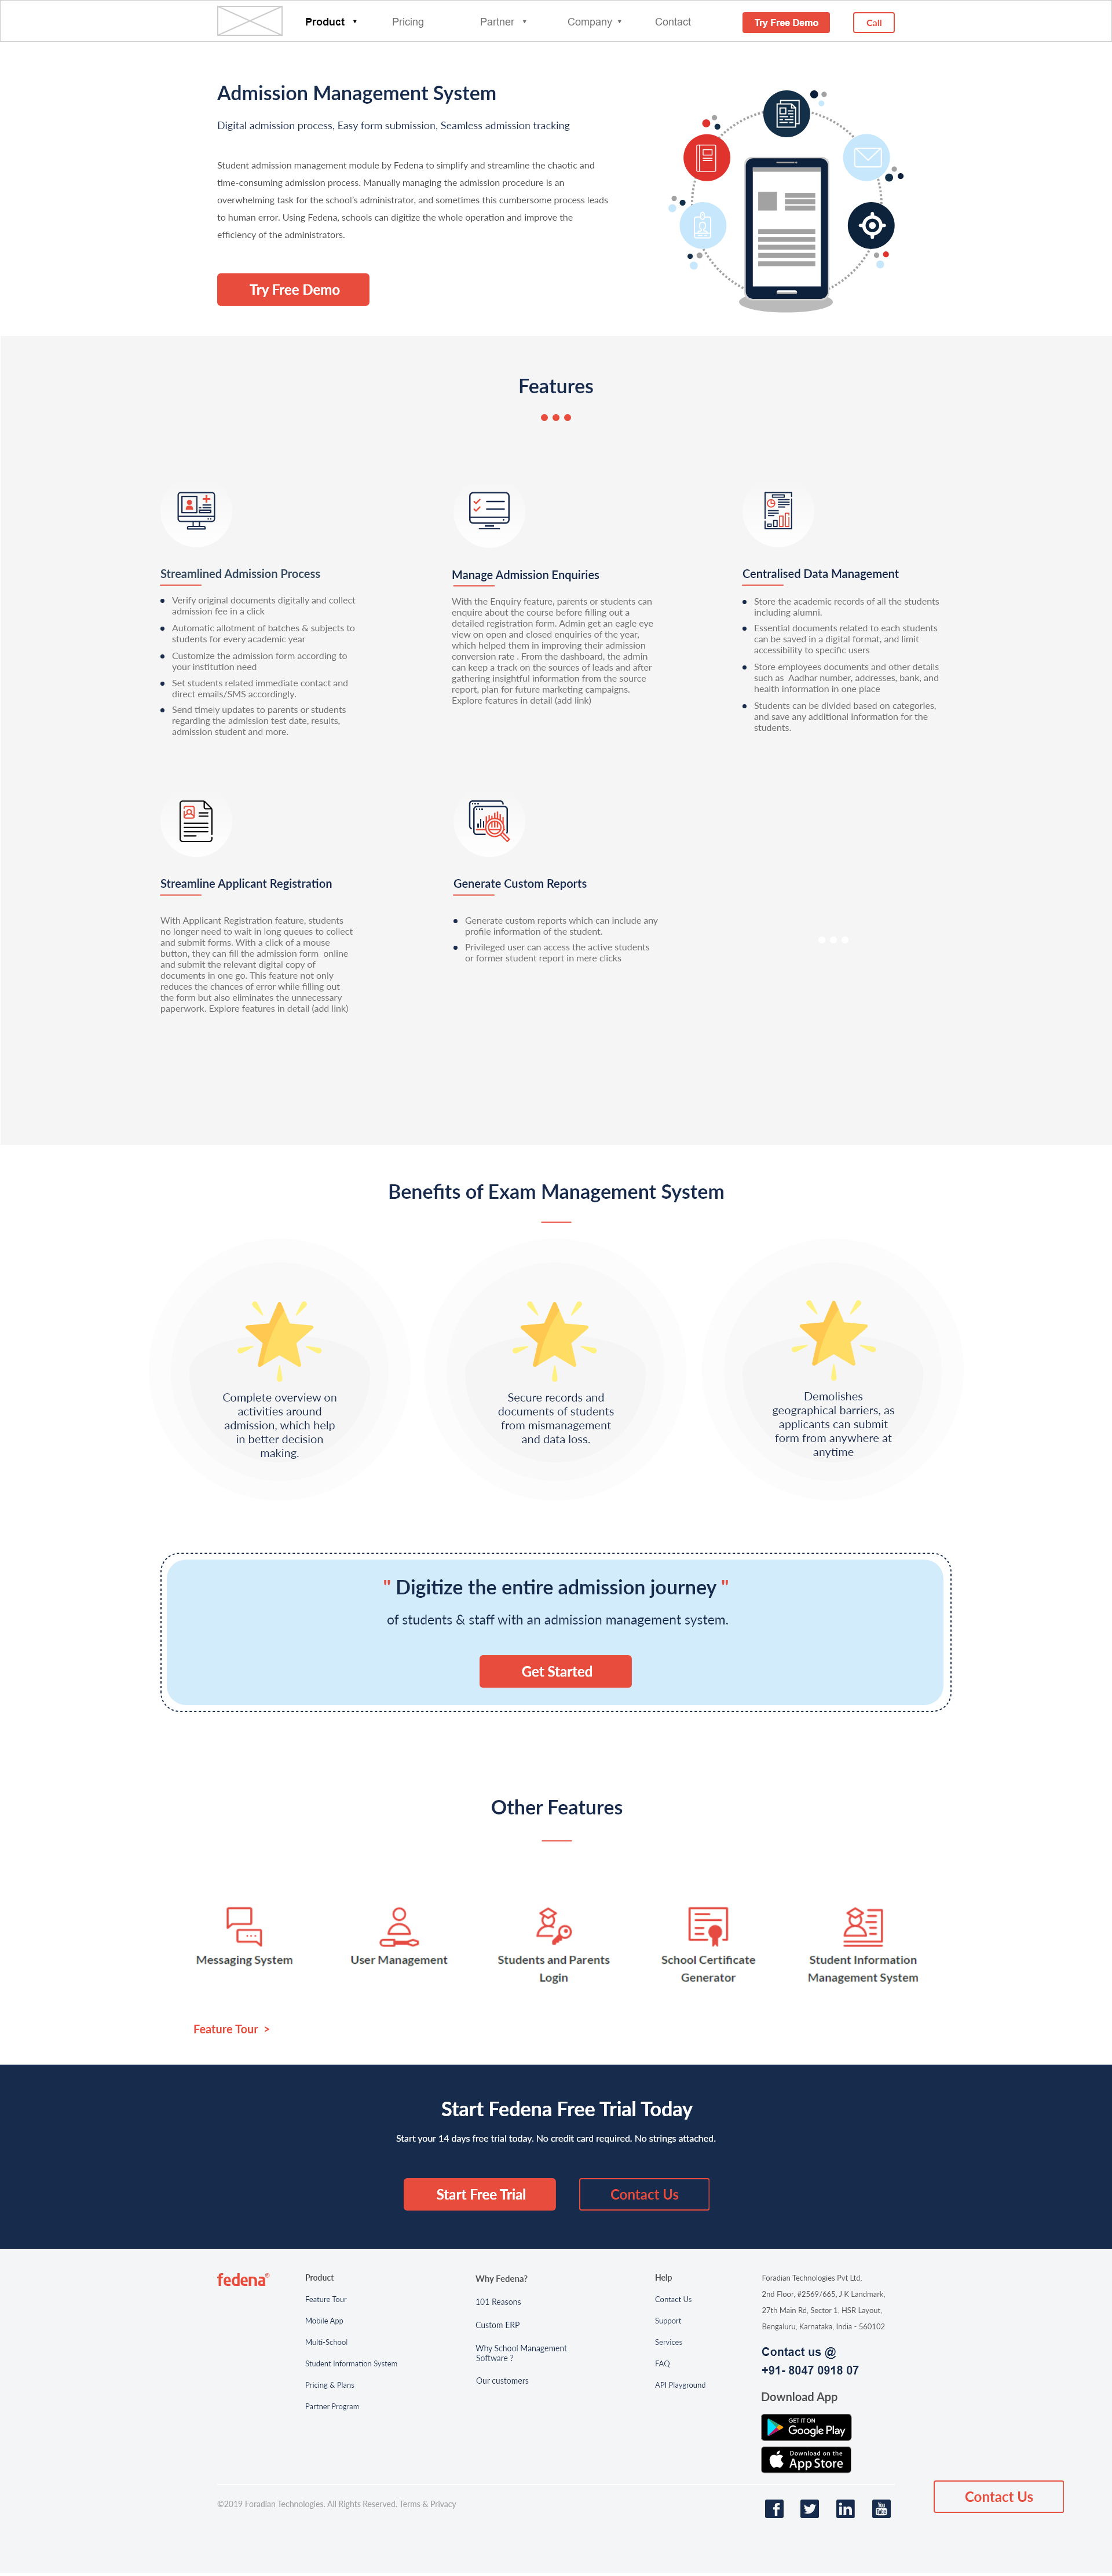 Product ▾
Pricing
Partner ▾
Company ▾
Contact
Try Free Demo
Call
Admission Management System
Digital admission process, Easy form submission, Seamless admission tracking
Student admission management module by Fedena to simplify and streamline the chaotic and
time-consuming admission process. Manually managing the admission procedure is an
overwhelming task for the school's administrator, and sometimes this cumbersome process leads
to human error. Using Fedena, schools can digitize the whole operation and improve the
efficiency of the administrators.
Try Free Demo
Features
Streamlined Admission Process
• Verify original documents digitally and collect
admission fee in a click
• Automatic allotment of batches & subjects to
students for every academic year
• Customize the admission form according to
your institution need
• Set students related immediate contact and
direct emails/SMS accordingly.
• Send timely updates to parents or students
regarding the admission test date, results,
admission student and more.
Manage Admission Enquiries
With the Enquiry feature, parents or students can
enquire about the course before filling out a
detailed registration form. Admin get an eagle eye
view on open and closed enquiries of the year,
which helped them in improving their admission
conversion rate . From the dashboard, the admin
can keep a track on the sources of leads and after
gathering insightful information from the source
report, plan for future marketing campaigns.
Explore features in detail (add link)
Centralised Data Management
• Store the academic records of all the students
including alumni.
• Essential documents related to each students
can be saved in a digital format, and limit
accessibility to specific users
• Store employees documents and other details
such as  Aadhar number, addresses, bank, and
health information in one place
• Students can be divided based on categories,
and save any additional information for the
students.
Streamline Applicant Registration
With Applicant Registration feature, students
no longer need to wait in long queues to collect
and submit forms. With a click of a mouse
button, they can fill the admission form  online
and submit the relevant digital copy of
documents in one go. This feature not only
reduces the chances of error while filling out
the form but also eliminates the unnecessary
paperwork. Explore features in detail (add link)
Generate Custom Reports
• Generate custom reports which can include any
profile information of the student.
• Privileged user can access the active students
or former student report in mere clicks
Benefits of Exam Management System
Complete overview on
activities around
admission, which help
in better decision
making.
Secure records and
documents of students
from mismanagement
and data loss.
Demolishes
geographical barriers, as
applicants can submit
form from anywhere at
anytime
" Digitize the entire admission journey "
of students & staff with an admission management system.
Get Started
Other Features
Messaging System
User Management
Students and Parents
Login
School Certificate
Generator
Student Information
Management System
Feature Tour >
Start Fedena Free Trial Today
Start your 14 days free trial today. No credit card required. No strings attached.
Start Free Trial
Contact Us
fedena®
Product
Feature Tour
Mobile App
Multi-School
Student Information System
Pricing & Plans
Partner Program
Why Fedena?
101 Reasons
Custom ERP
Why School Management
Software ?
Our customers
Help
Contact Us
Support
Services
FAQ
API Playground
Foradian Technologies Pvt Ltd,
2nd Floor, #2569/665, J K Landmark,
27th Main Rd, Sector 1, HSR Layout,
Bengaluru, Karnataka, India - 560102
Contact us @
+91- 8047 0918 07
Download App
GET IT ON
Google Play
Download on the
App Store
©2019 Foradian Technologies. All Rights Reserved. Terms & Privacy
f
in
You
Tube
Contact Us